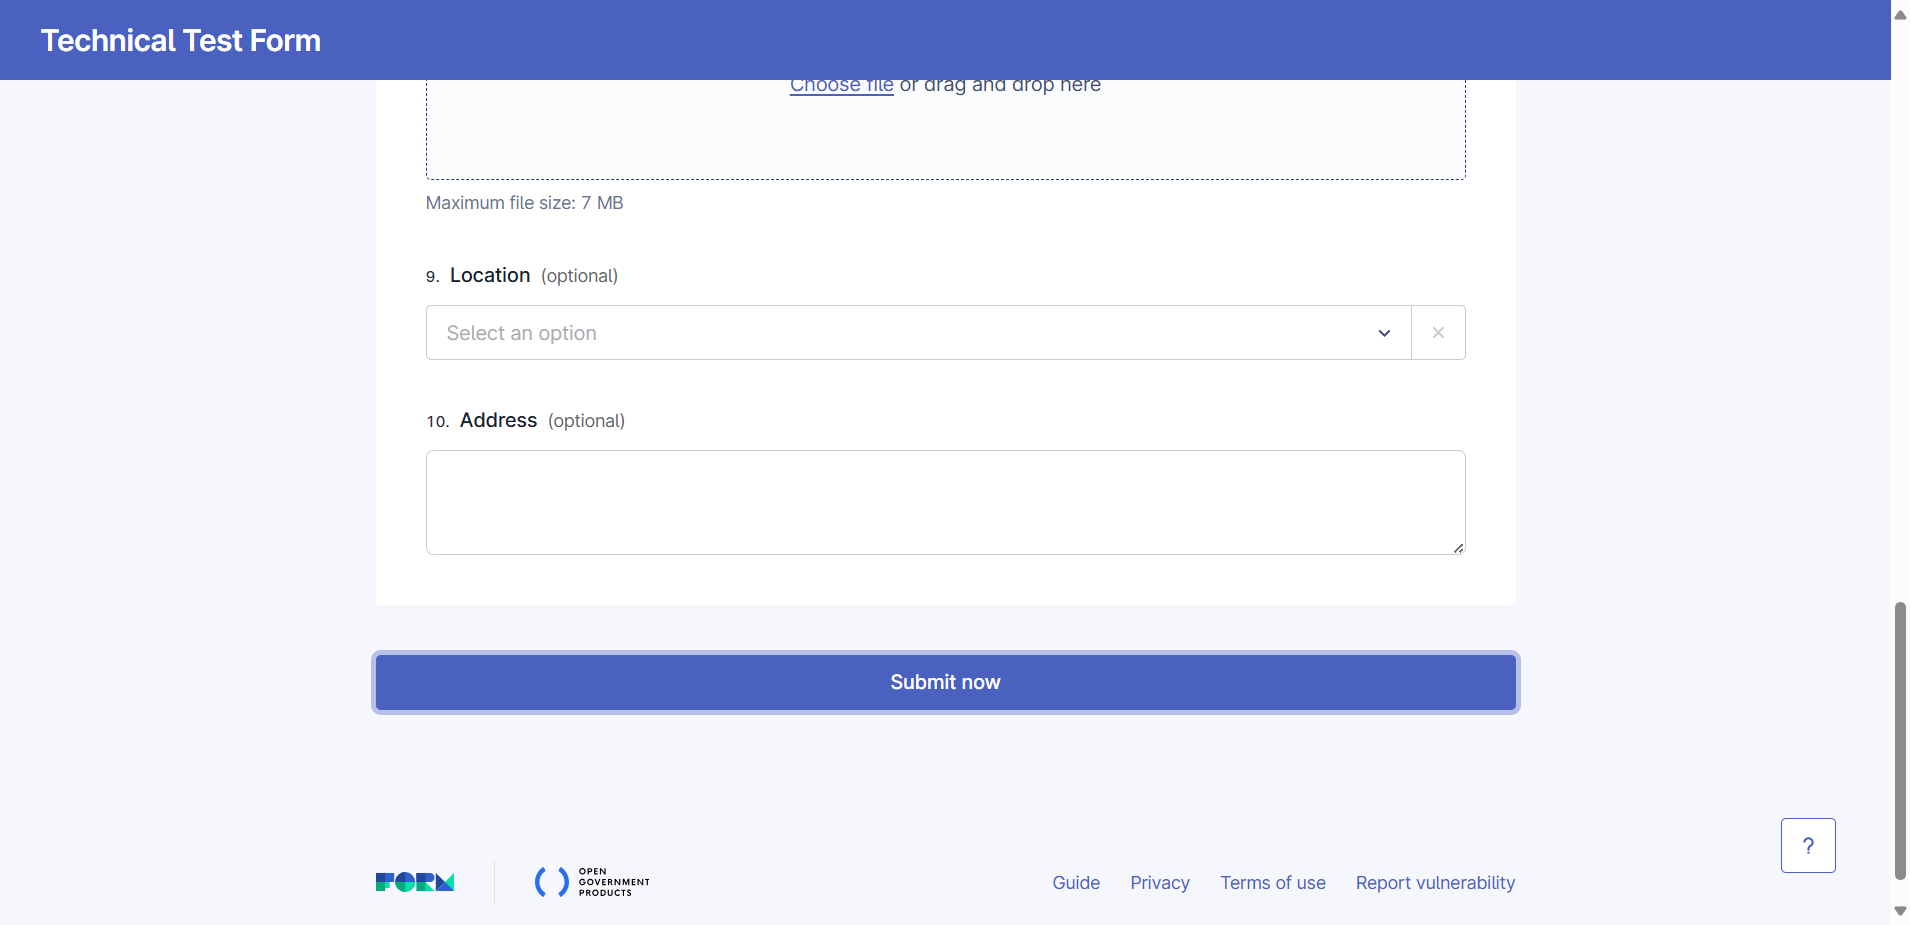 Technical Test Form
Choose file or drag and drop here
Maximum file size: 7 MB
9. Location (optional)
Select an option
10. Address (optional)
Submit now
?
FORM
OPEN
GOVERNMENT
PRODUCTS
Guide Privacy Terms of use Report vulnerability